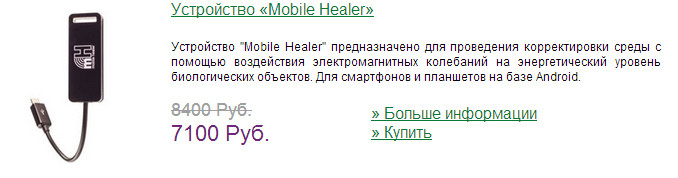 Устройство «Mobile Healer»
Устройство "Mobile Healer" предназначено для проведения корректировки среды с
помощью воздействия электромагнитных колебаний на энергетический уровень
биологических объектов. Для смартфонов и планшетов на базе Android.
8400 Руб.
7100 Руб.
» Больше информации
» Купить